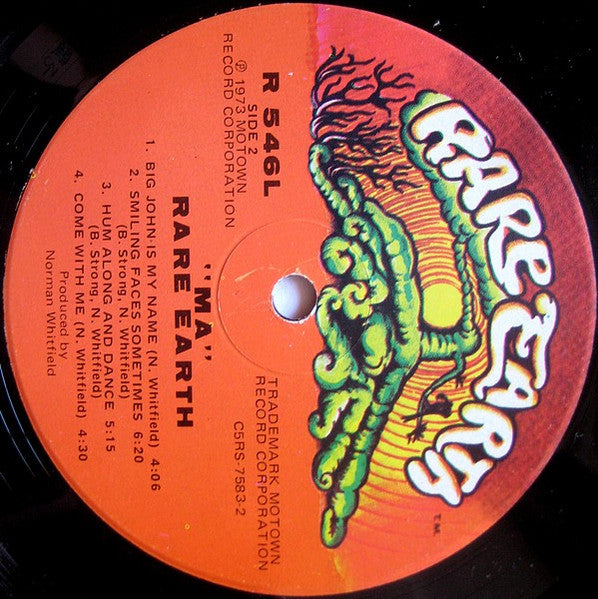 RARE EARTH
T.M.
R 546L
SIDE 2
℗ 1973 MOTOWN
RECORD CORPORATION
TRADEMARK MOTOWN
RECORD CORPORATION
C5RS-7583-2
"MA"
RARE EARTH
1. BIG JOHN IS MY NAME (N. Whitfield) 4:06
2. SMILING FACES SOMETIMES 6:20
(B. Strong, N. Whitfield)
3. HUM ALONG AND DANCE 5:15
(B. Strong, N. Whitfield)
4. COME WITH ME (N. Whitfield) 4:30
Produced by
Norman Whitfield